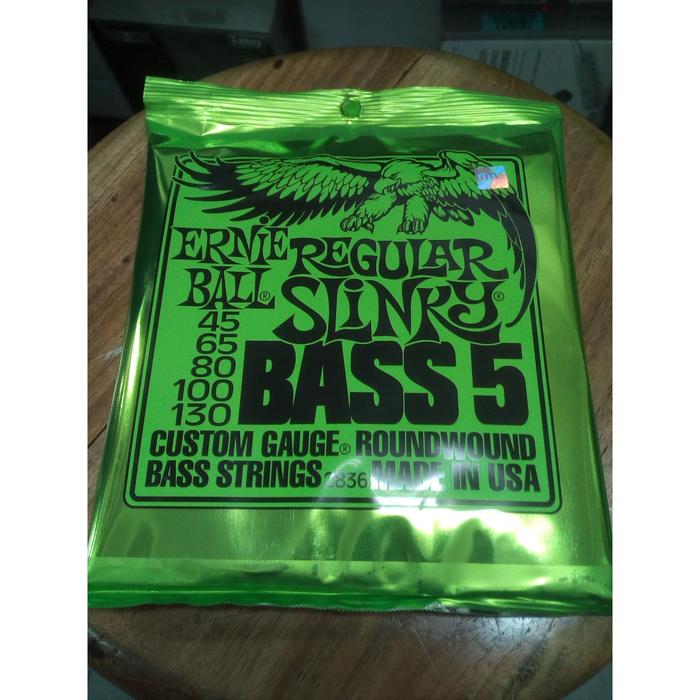 ERNIE BALL®
REGULAR SLINKY®
45
65
80
100
130
BASS 5
CUSTOM GAUGE® ROUNDWOUND
BASS STRINGS 2836 MADE IN USA